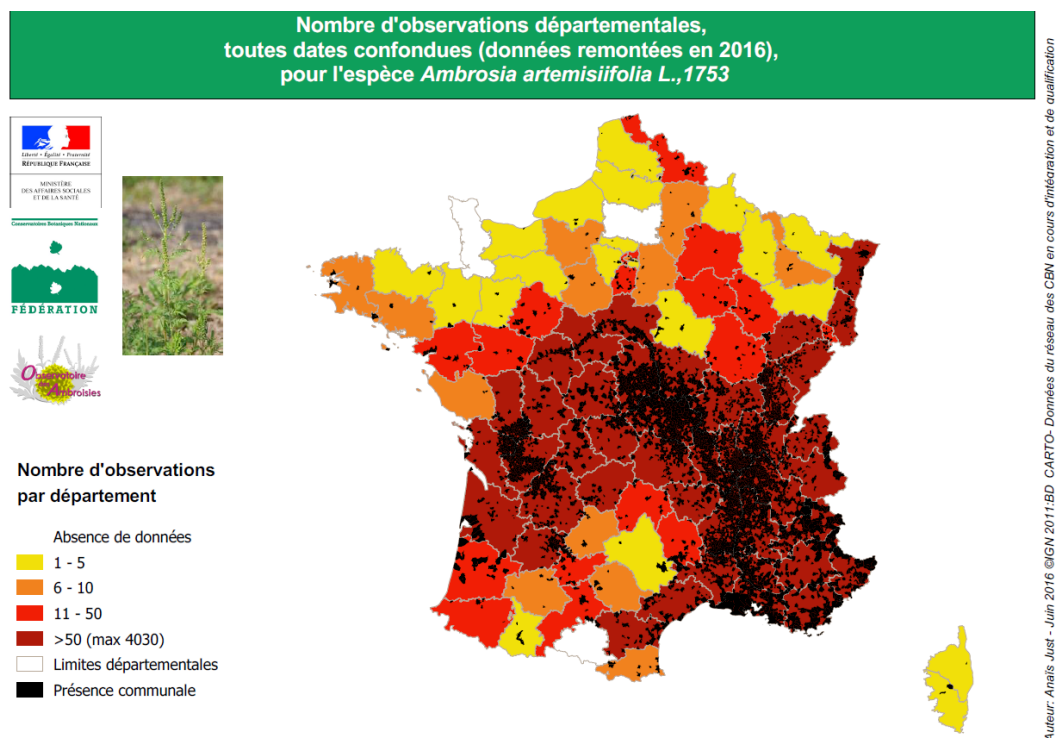 Nombre d'observations départementales,
toutes dates confondues (données remontées en 2016),
pour l'espèce Ambrosia artemisiifolia L.,1753
Liberté • Égalité • Fraternité
RÉPUBLIQUE FRANÇAISE
MINISTÈRE
DES AFFAIRES SOCIALES
ET DE LA SANTÉ
Conservatoires Botaniques Nationaux
FÉDÉRATION
Observatoire
des
Ambroisies
Nombre d'observations
par département
Absence de données
1 - 5
6 - 10
11 - 50
>50 (max 4030)
Limites départementales
Présence communale
Auteur: Anaïs Just - Juin 2016 ©IGN 2011:BD_CARTO- Données du réseau des CBN en cours d'intégration et de qualification